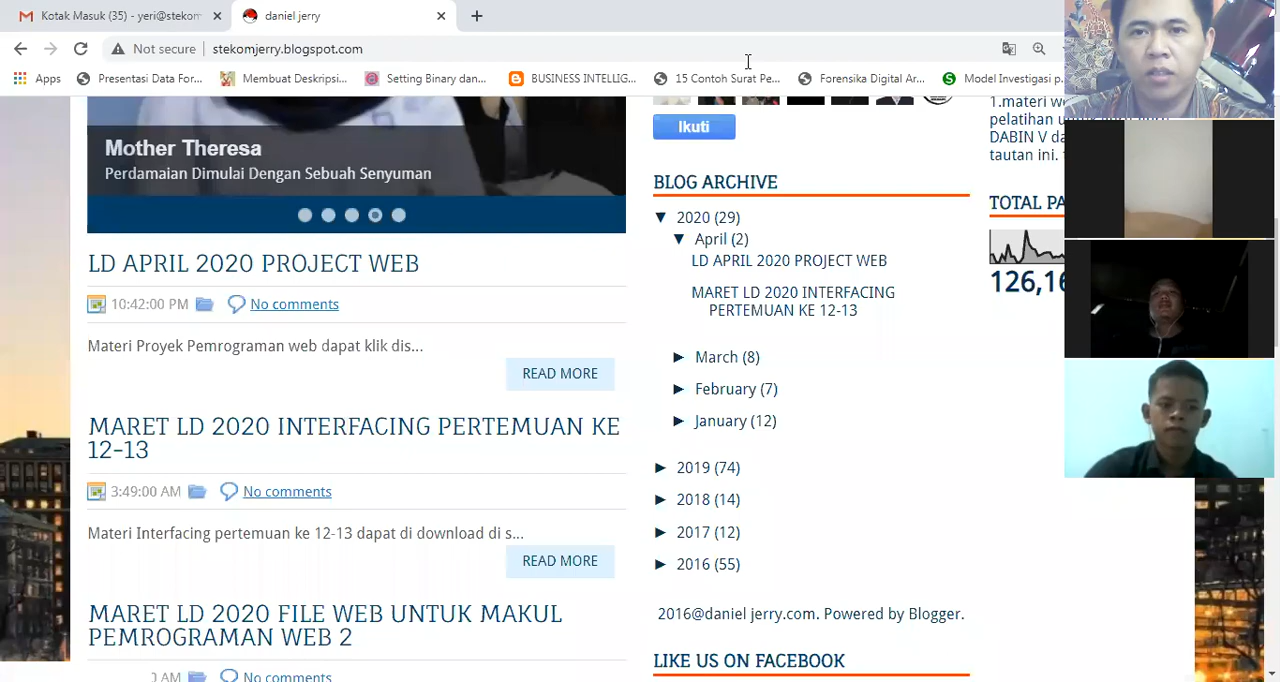 Kotak Masuk (35) - yeri@stekom
daniel jerry
Not secure
stekomjerry.blogspot.com
Apps
Presentasi Data For...
Membuat Deskripsi...
Setting Binary dan...
BUSINESS INTELLIG...
15 Contoh Surat Pe...
Forensika Digital Ar...
Model Investigasi p
Mother Theresa
Perdamaian Dimulai Dengan Sebuah Senyuman
LD APRIL 2020 PROJECT WEB
10:42:00 PM
No comments
Materi Proyek Pemrograman web dapat klik dis...
READ MORE
MARET LD 2020 INTERFACING PERTEMUAN KE
12-13
3:49:00 AM
No comments
Materi Interfacing pertemuan ke 12-13 dapat di download di s...
READ MORE
MARET LD 2020 FILE WEB UNTUK MAKUL
PEMROGRAMAN WEB 2
AM
No comments
Ikuti
BLOG ARCHIVE
▼ 2020 (29)
▼ April (2)
LD APRIL 2020 PROJECT WEB
MARET LD 2020 INTERFACING
PERTEMUAN KE 12-13
► March (8)
► February (7)
► January (12)
► 2019 (74)
► 2018 (14)
► 2017 (12)
► 2016 (55)
2016@daniel jerry.com. Powered by Blogger.
LIKE US ON FACEBOOK
1.materi w
pelatihan
DABIN V da
tautan ini.
TOTAL PA
126,16